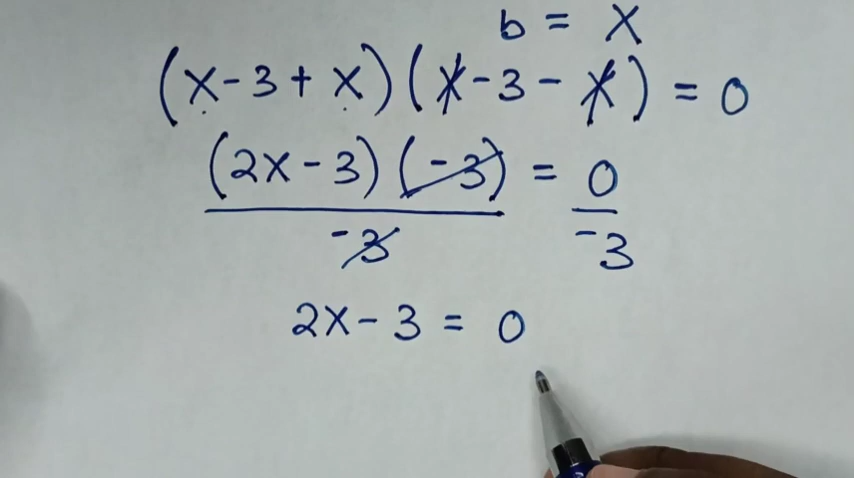 b = x
(x - 3 + x)(x - 3 - x) = 0
(2x - 3)(-3) = 0
-3 -3
2x - 3 = 0